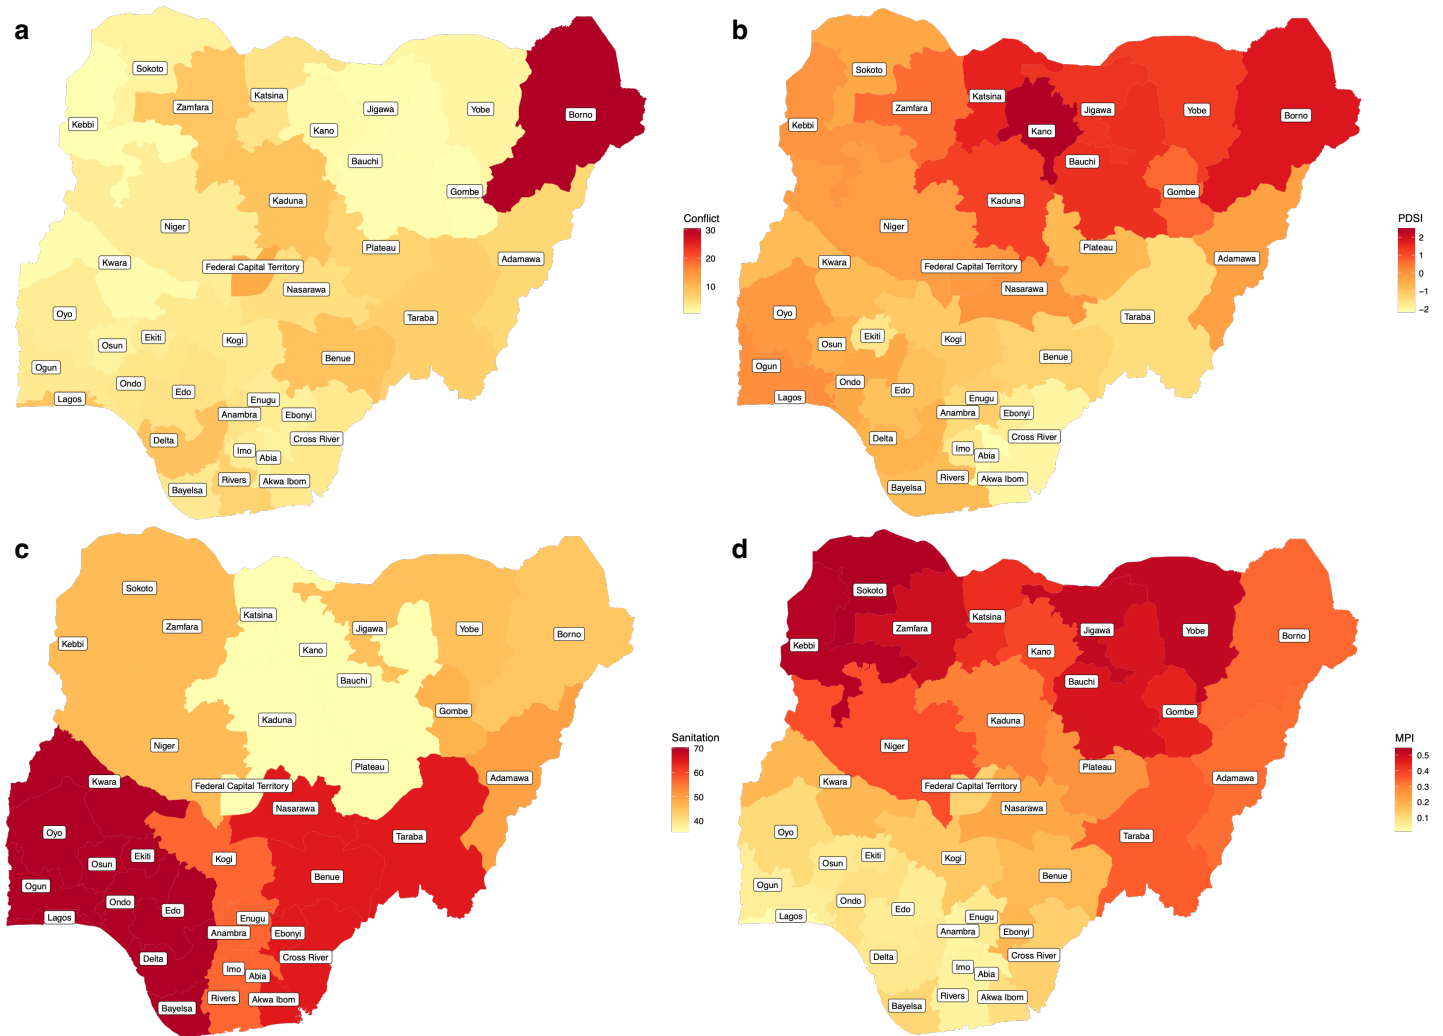 a
Sokoto
Zamfara
Katsina
Jigawa
Yobe
Borno
Kebbi
Kano
Bauchi
Gombe
Kaduna
Niger
Plateau
Kwara
Federal Capital Territory
Adamawa
Nasarawa
Oyo
Taraba
Osun
Ekiti
Kogi
Benue
Ogun
Ondo
Edo
Lagos
Enugu
Anambra
Ebonyi
Delta
Cross River
Imo
Abia
Rivers
Akwa Ibom
Bayelsa
Conflict
30
20
10
b
Sokoto
Katsina
Zamfara
Jigawa
Yobe
Borno
Kebbi
Kano
Bauchi
Gombe
Kaduna
Niger
Plateau
Kwara
Federal Capital Territory
Adamawa
Nasarawa
Oyo
Taraba
Osun
Ekiti
Kogi
Benue
Ogun
Ondo
Edo
Lagos
Enugu
Anambra
Ebonyi
Delta
Cross River
Imo
Abia
Rivers
Akwa Ibom
Bayelsa
PDSI
2
1
0
−1
−2
c
Sokoto
Katsina
Zamfara
Jigawa
Yobe
Borno
Kebbi
Kano
Bauchi
Gombe
Kaduna
Niger
Plateau
Kwara
Federal Capital Territory
Adamawa
Nasarawa
Oyo
Taraba
Osun
Ekiti
Kogi
Benue
Ogun
Ondo
Edo
Lagos
Enugu
Anambra
Ebonyi
Delta
Cross River
Imo
Abia
Rivers
Akwa Ibom
Bayelsa
Sanitation
70
60
50
40
d
Sokoto
Katsina
Zamfara
Jigawa
Yobe
Borno
Kebbi
Kano
Bauchi
Gombe
Kaduna
Niger
Plateau
Kwara
Federal Capital Territory
Adamawa
Nasarawa
Oyo
Taraba
Osun
Ekiti
Kogi
Benue
Ogun
Ondo
Edo
Lagos
Enugu
Anambra
Ebonyi
Delta
Cross River
Imo
Abia
Rivers
Akwa Ibom
Bayelsa
MPI
0.5
0.4
0.3
0.2
0.1